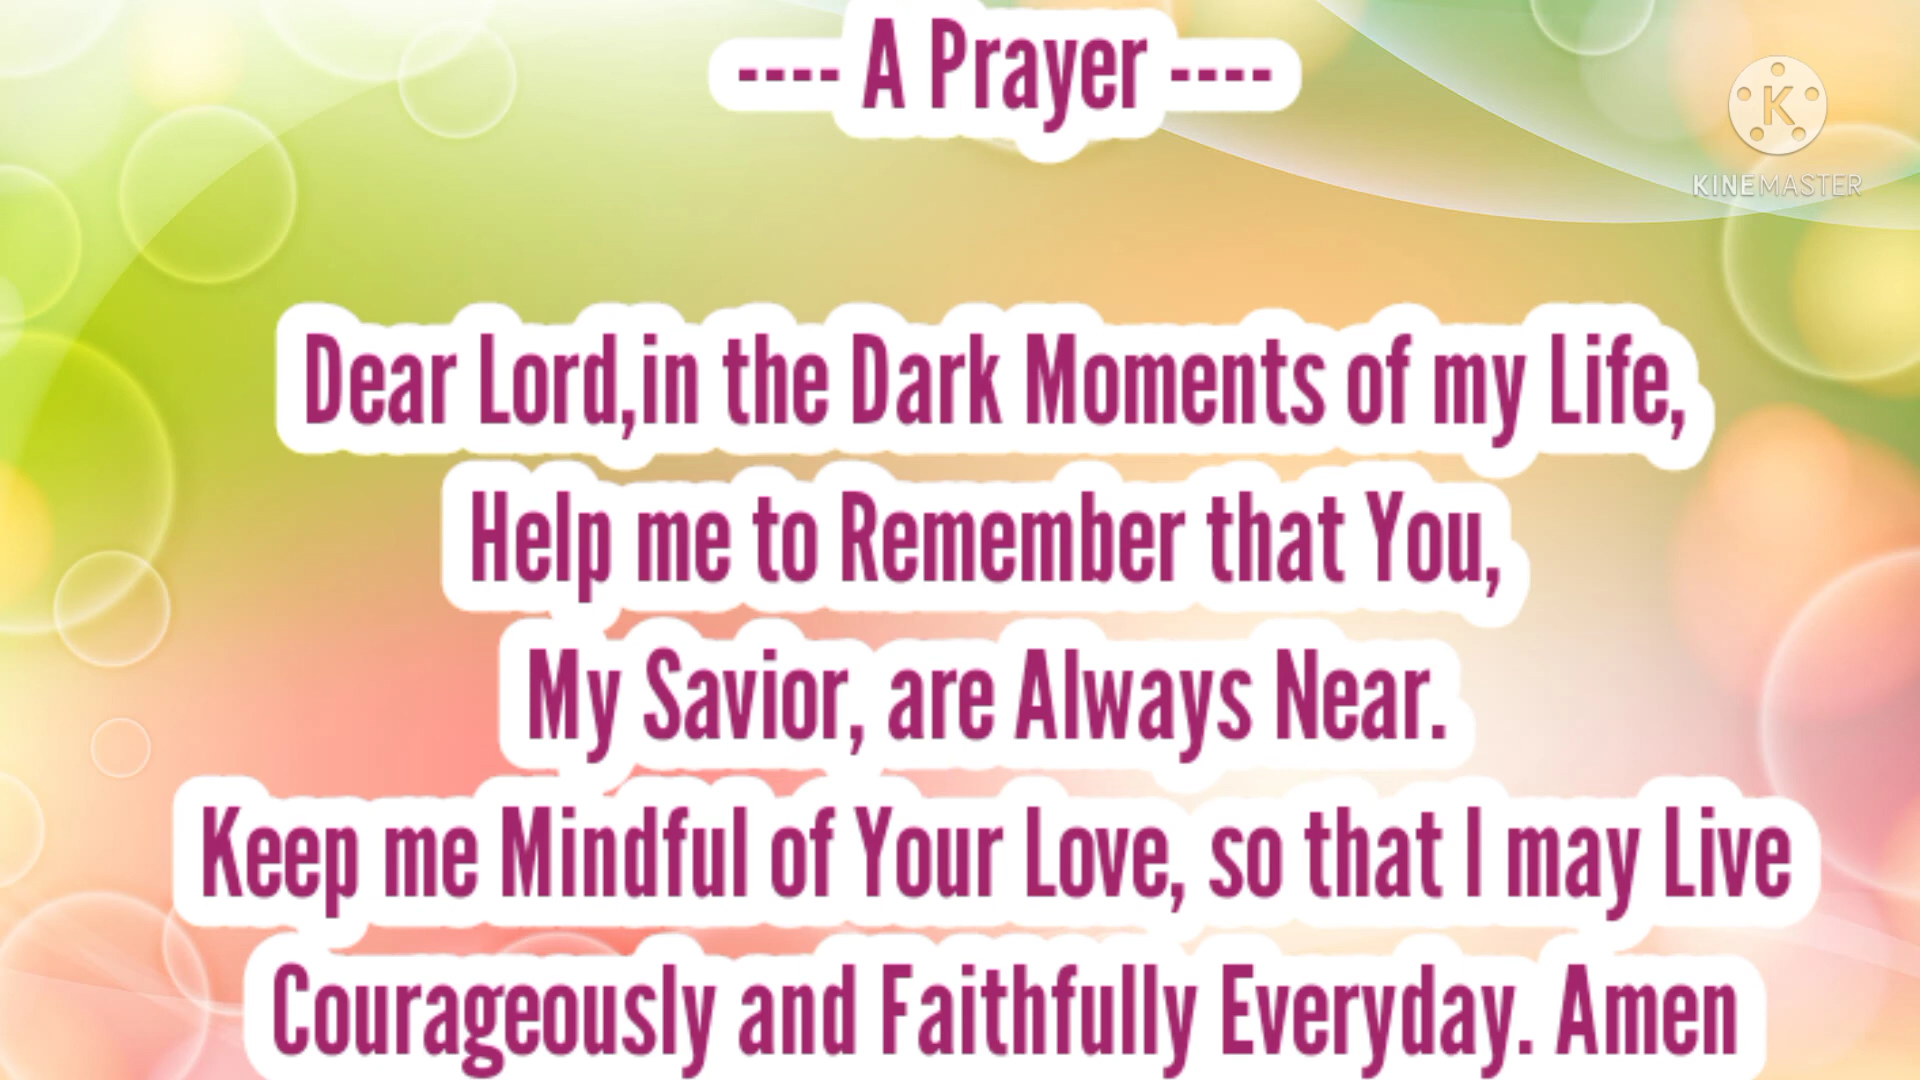 ---- A Prayer ----
K
KINEMASTER
Dear Lord,in the Dark Moments of my Life,
Help me to Remember that You,
My Savior, are Always Near.
Keep me Mindful of Your Love, so that I may Live
Courageously and Faithfully Everyday. Amen